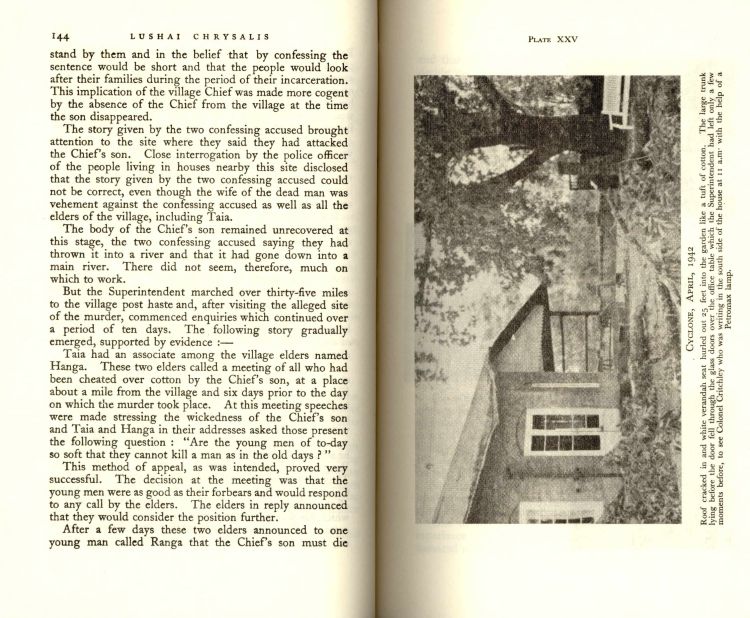 144 LUSHAI CHRYSALIS
stand by them and in the belief that by confessing the
sentence would be short and that the people would look
after their families during the period of their incarceration.
This implication of the village Chief was made more cogent
by the absence of the Chief from the village at the time
the son disappeared.
The story given by the two confessing accused brought
attention to the site where they said they had attacked
the Chief's son. Close interrogation by the police officer
of the people living in houses nearby this site disclosed
that the story given by the two confessing accused could
not be correct, even though the wife of the dead man was
vehement against the confessing accused as well as all the
elders of the village, including Taia.
The body of the Chief's son remained unrecovered at
this stage, the two confessing accused saying they had
thrown it into a river and that it had gone down into a
main river. There did not seem, therefore, much on
which to work.
But the Superintendent marched over thirty-five miles
to the village post haste and, after visiting the alleged site
of the murder, commenced enquiries which continued over
a period of ten days. The following story gradually
emerged, supported by evidence :—
Taia had an associate among the village elders named
Hanga. These two elders called a meeting of all who had
been cheated over cotton by the Chief's son, at a place
about a mile from the village and six days prior to the day
on which the murder took place. At this meeting speeches
were made stressing the wickedness of the Chief's son
and Taia and Hanga in their addresses asked those present
the following question : "Are the young men of to-day
so soft that they cannot kill a man as in the old days ? "
This method of appeal, as was intended, proved very
successful. The decision at the meeting was that the
young men were as good as their forbears and would respond
to any call by the elders. The elders in reply announced
that they would consider the position further.
After a few days these two elders announced to one
young man called Ranga that the Chief's son must die
PLATE XXV
CYCLONE, APRIL, 1942
Roof cracked in and white verandah seat hurled out 25 feet into the garden like a tuft of cotton. The large trunk
lying before the door fell through the glass doors over the office table which the Superintendent had left only a few
moments before, to see Colonel Critchley who was writing in the south side of the house at 11 a.m. with the help of a
Petromax lamp.